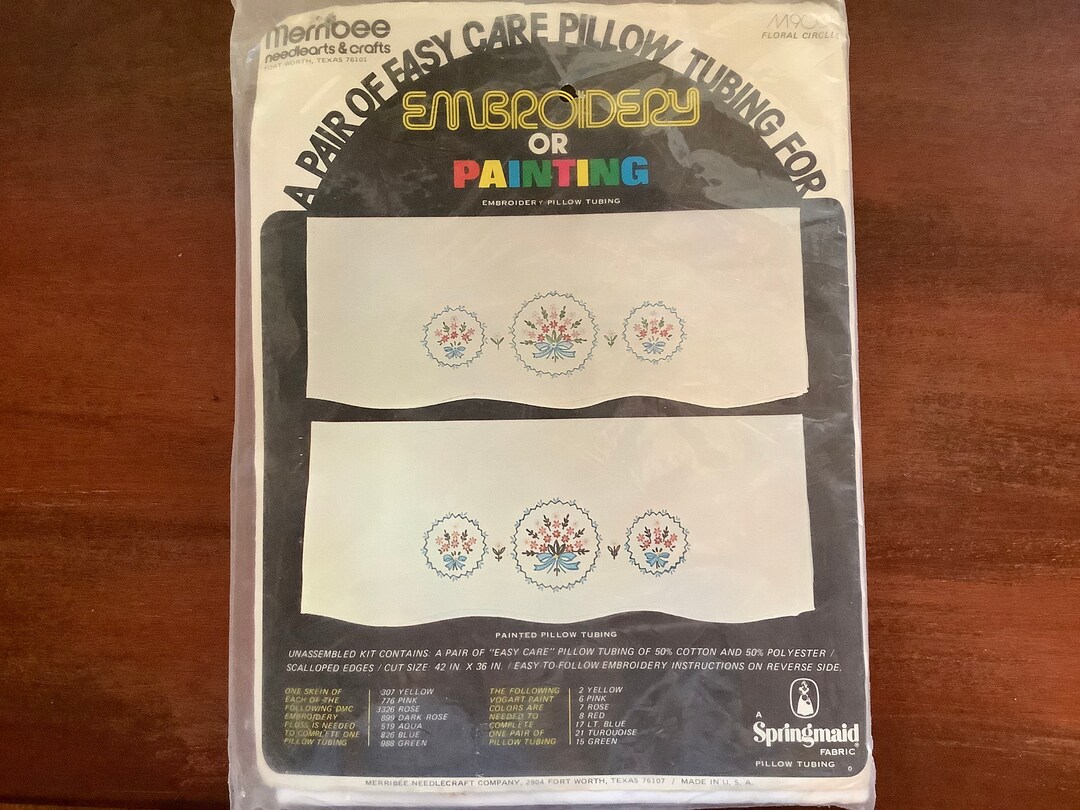 Merribee
needlearts & crafts
FORT WORTH, TEXAS 76101
FLORAL CIRCLE
A PAIR OF EASY CARE PILLOW TUBING FOR
EMBROIDERY
OR
PAINTING
EMBROIDERY PILLOW TUBING
PAINTED PILLOW TUBING
UNASSEMBLED KIT CONTAINS: A PAIR OF "EASY CARE" PILLOW TUBING OF 50% COTTON AND 50% POLYESTER /
SCALLOPED EDGES / CUT SIZE: 42 IN. X 36 IN. / EASY-TO-FOLLOW EMBROIDERY INSTRUCTIONS ON REVERSE SIDE.
ONE SKEIN OF
EACH OF THE
FOLLOWING DMC
EMBROIDERY
FLOSS IS NEEDED
TO COMPLETE ONE
PILLOW TUBING
307 YELLOW
776 PINK
3326 ROSE
899 DARK ROSE
519 AQUA
826 BLUE
988 GREEN
THE FOLLOWING
VOGART PAINT
COLORS ARE
NEEDED TO
COMPLETE
ONE PAIR OF
PILLOW TUBING
2 YELLOW
6 PINK
7 ROSE
8 RED
17 LT. BLUE
21 TURQUOISE
15 GREEN
A
Springmaid®
FABRIC
PILLOW TUBING
MERRIBEE NEEDLECRAFT COMPANY, 2904 FORT WORTH, TEXAS 76107 / MADE IN U. S. A.